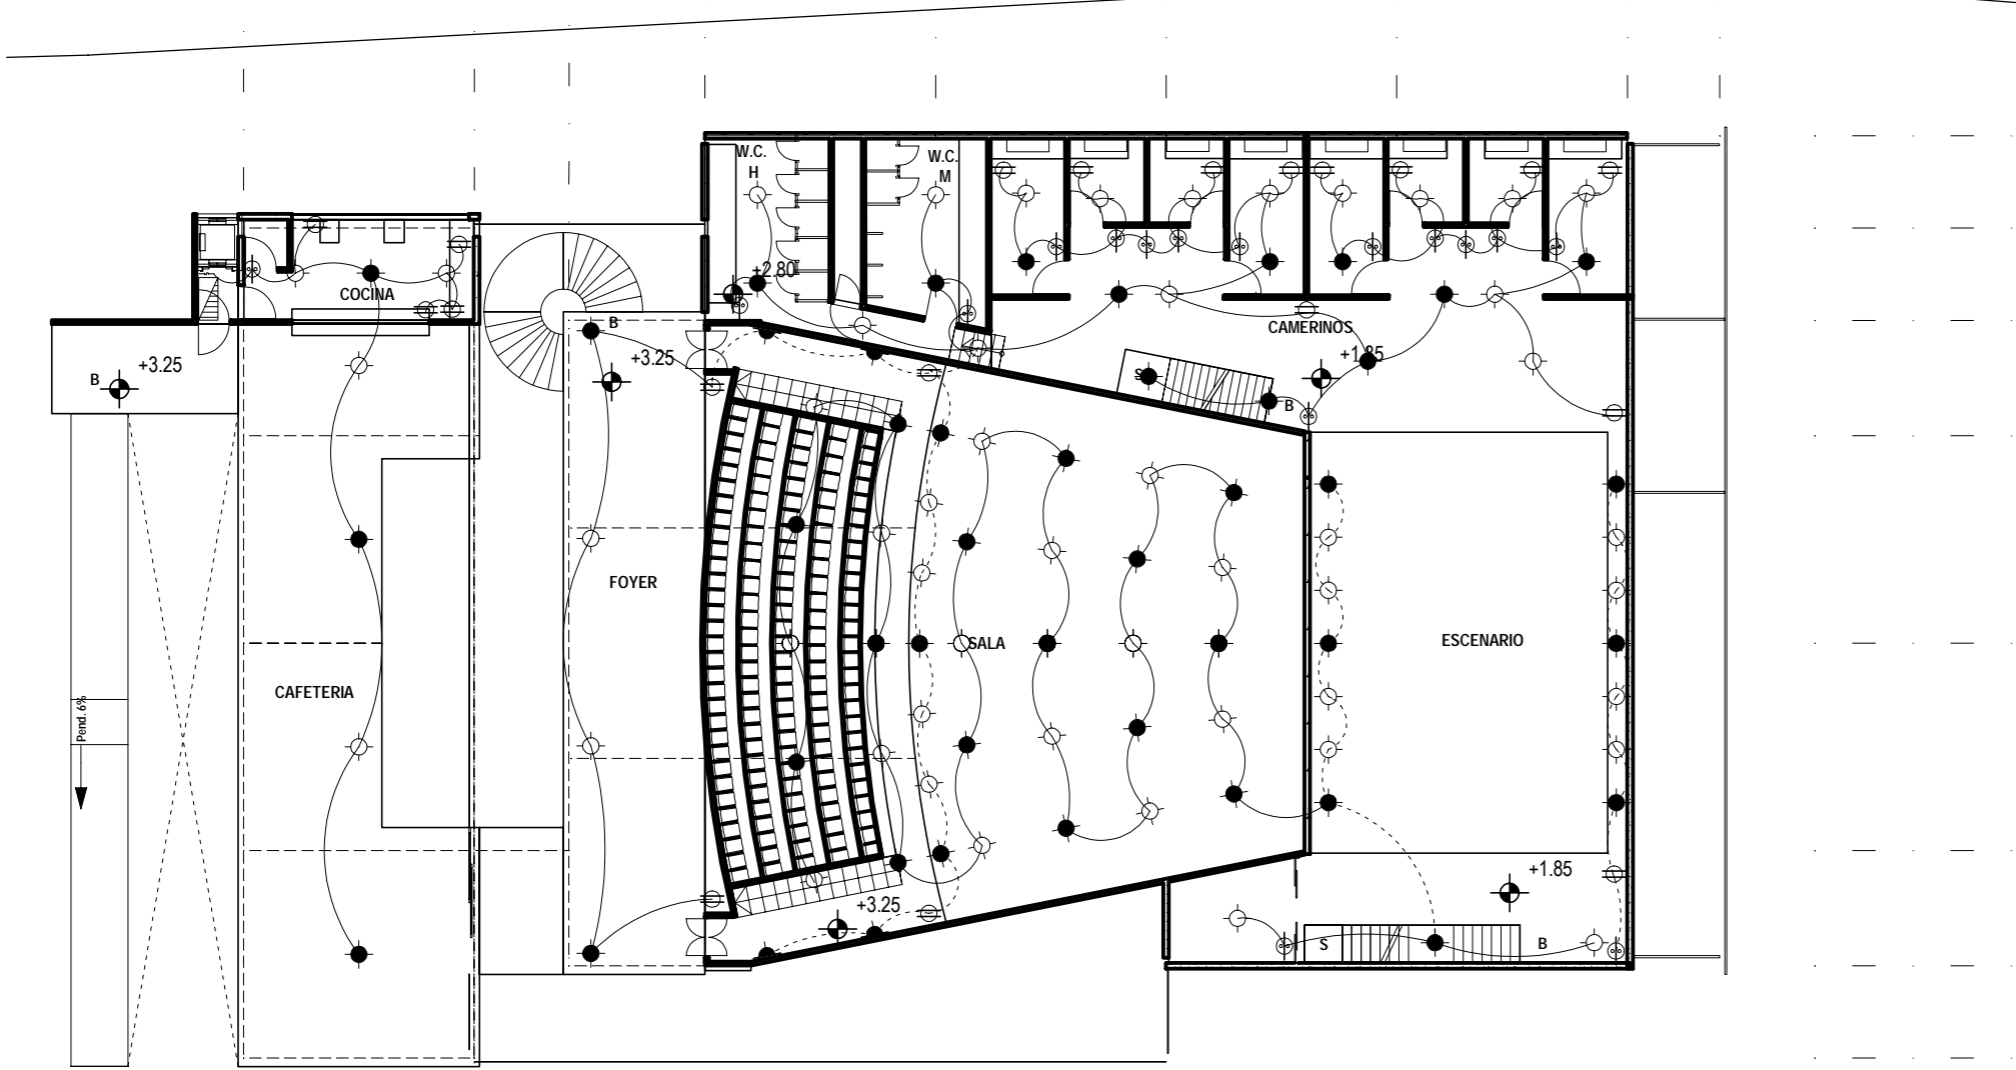 W.C.
H
W.C.
M
+2.80
COCINA
B
+3.25
CAMERINOS
+1.85
B
+3.25
S
B
FOYER
SALA
ESCENARIO
CAFETERIA
Pend. 6%
+1.85
+3.25
S
B